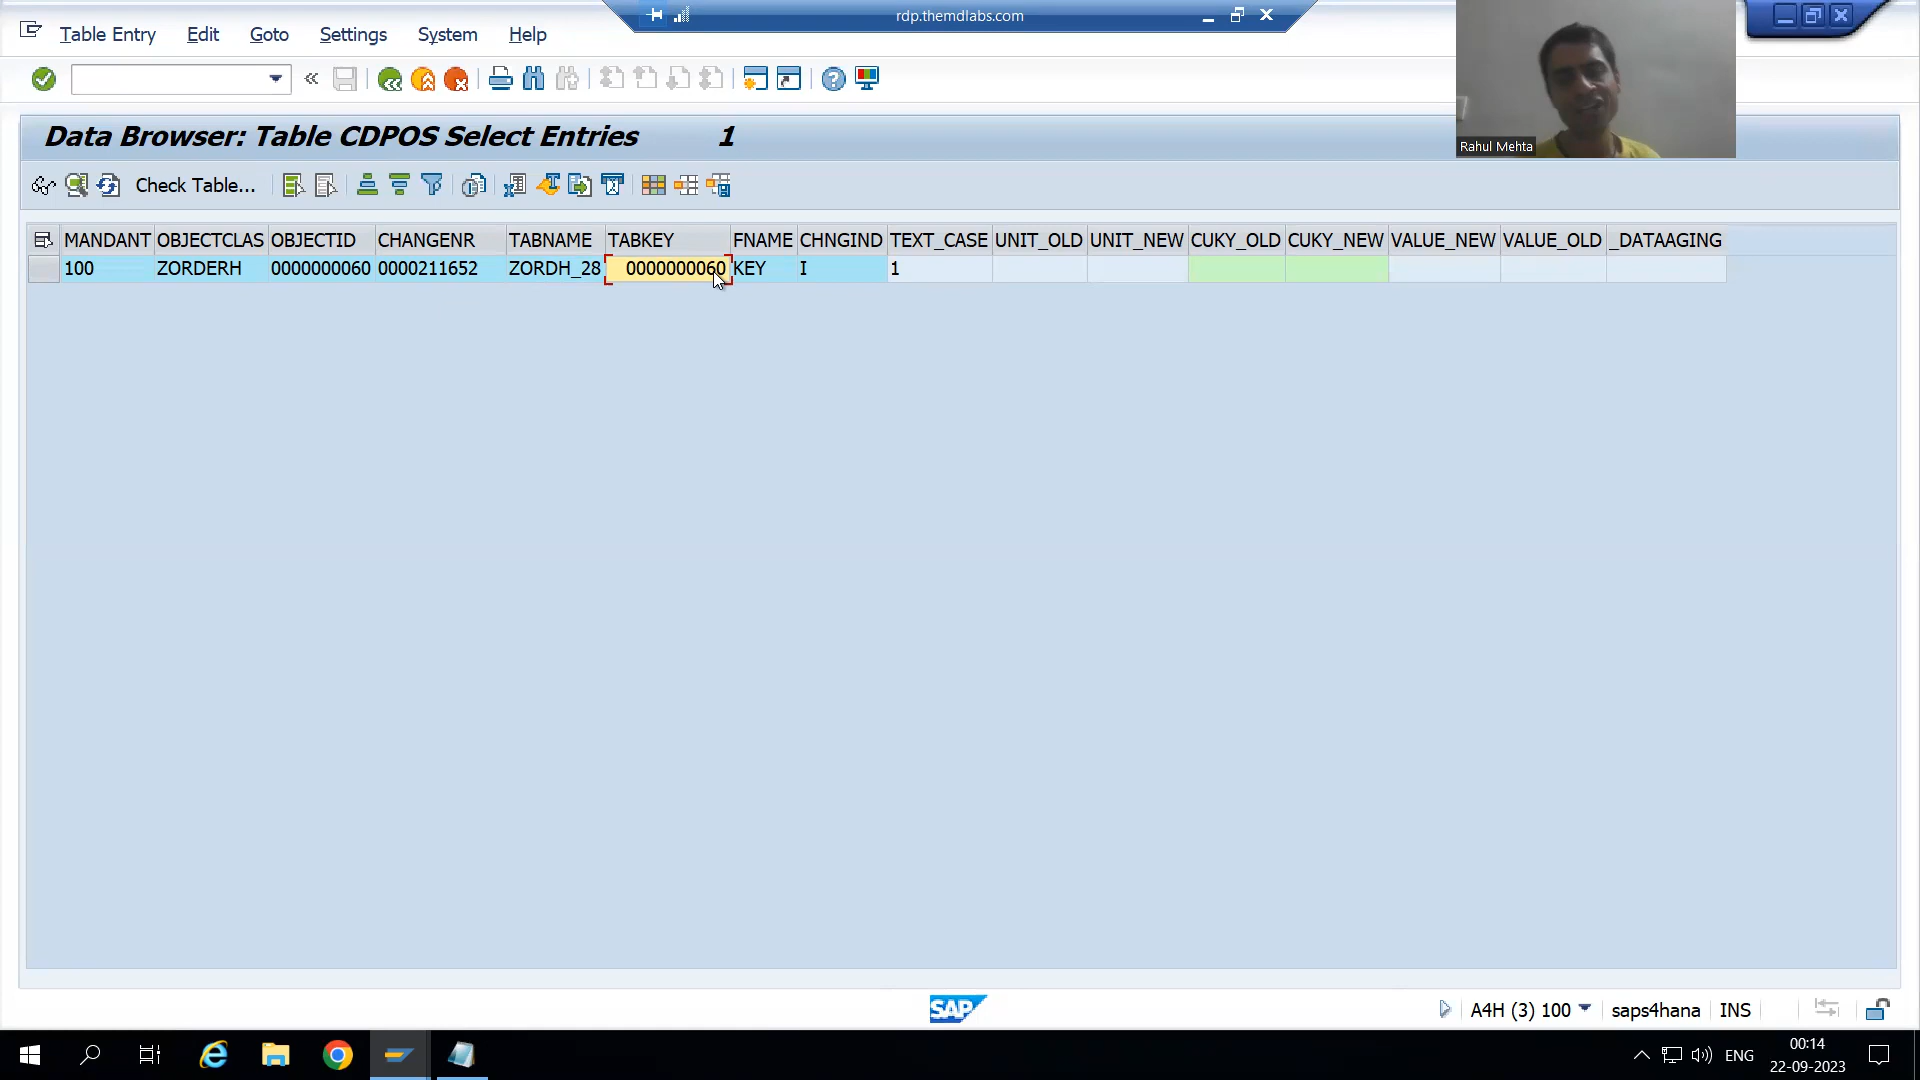 rdp.themdlabs.com
Table Entry Edit Goto Settings System Help
Rahul Mehta
Data Browser: Table CDPOS Select Entries 1
Check Table...
MANDANT OBJECTCLAS OBJECTID CHANGENR TABNAME TABKEY FNAME CHNGIND TEXT_CASE UNIT_OLD UNIT_NEW CUKY_OLD CUKY_NEW VALUE_NEW VALUE_OLD _DATAAGING
100 ZORDERH 0000000060 0000211652 ZORDH_28 0000000060 KEY I 1
SAP A4H (3) 100 saps4hana INS
ENG
00:14
22-09-2023